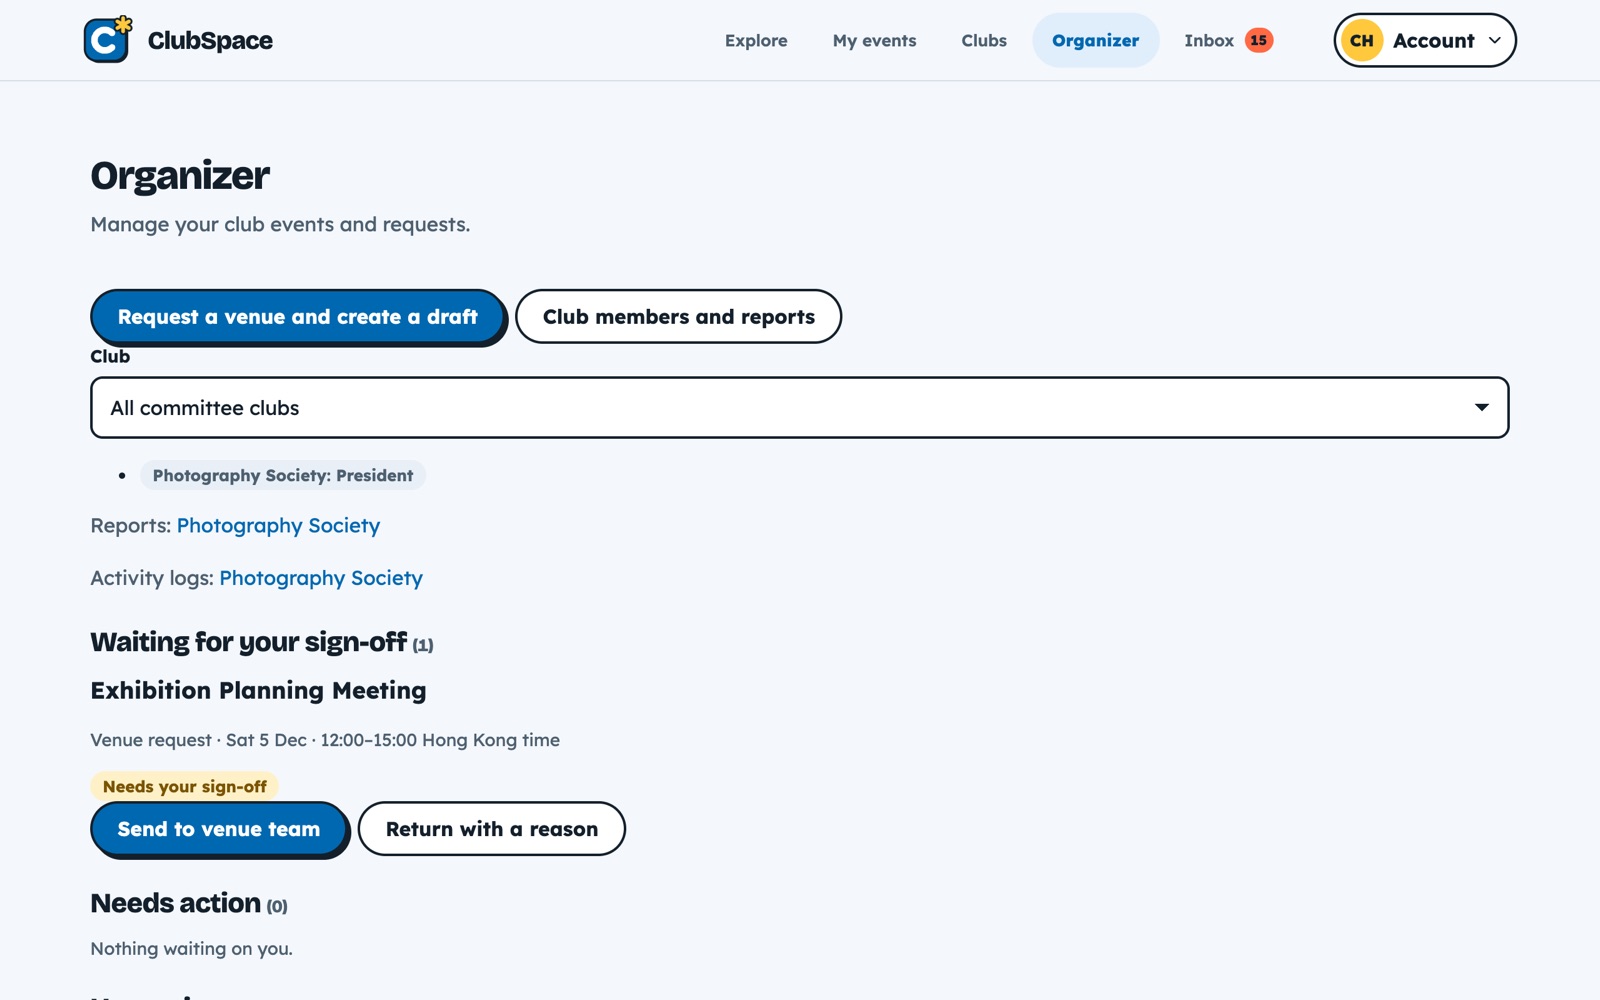 C ClubSpace
Explore
My events
Clubs
Organizer
Inbox 15
CH Account
Organizer
Manage your club events and requests.
Request a venue and create a draft
Club members and reports
Club
All committee clubs
Photography Society: President
Reports: Photography Society
Activity logs: Photography Society
Waiting for your sign-off (1)
Exhibition Planning Meeting
Venue request · Sat 5 Dec · 12:00–15:00 Hong Kong time
Needs your sign-off
Send to venue team
Return with a reason
Needs action (0)
Nothing waiting on you.